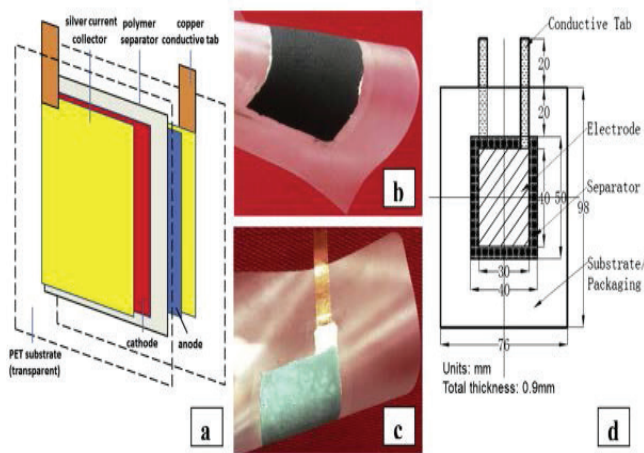 silver current
collector
polymer
separator
copper
conductive tab
PET substrate
(transparent)
cathode
anode
a
b
c
Conductive Tab
20
20
Electrode
Separator
40
50
98
Substrate/
Packaging
30
40
76
Units: mm
Total thickness: 0.9mm
d